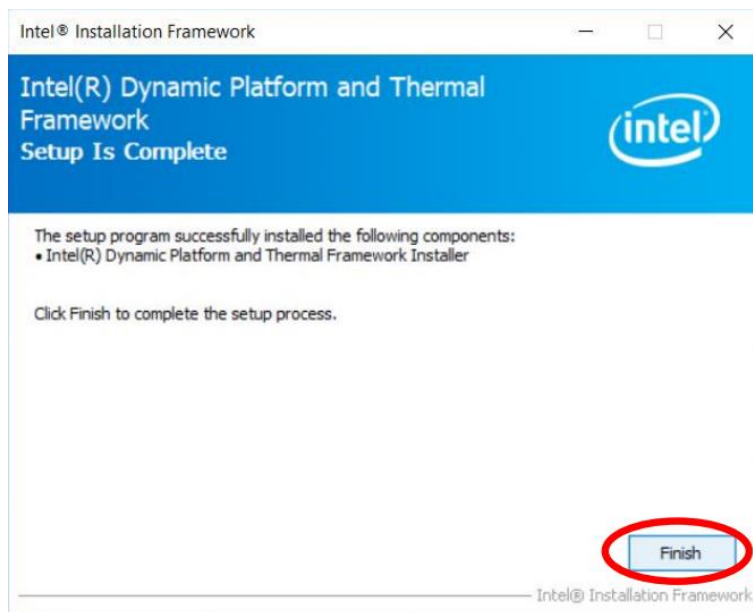 Intel® Installation Framework
Intel(R) Dynamic Platform and Thermal
Framework
Setup Is Complete
intel
The setup program successfully installed the following components:
• Intel(R) Dynamic Platform and Thermal Framework Installer
Click Finish to complete the setup process.
Finish
Intel® Installation Framework